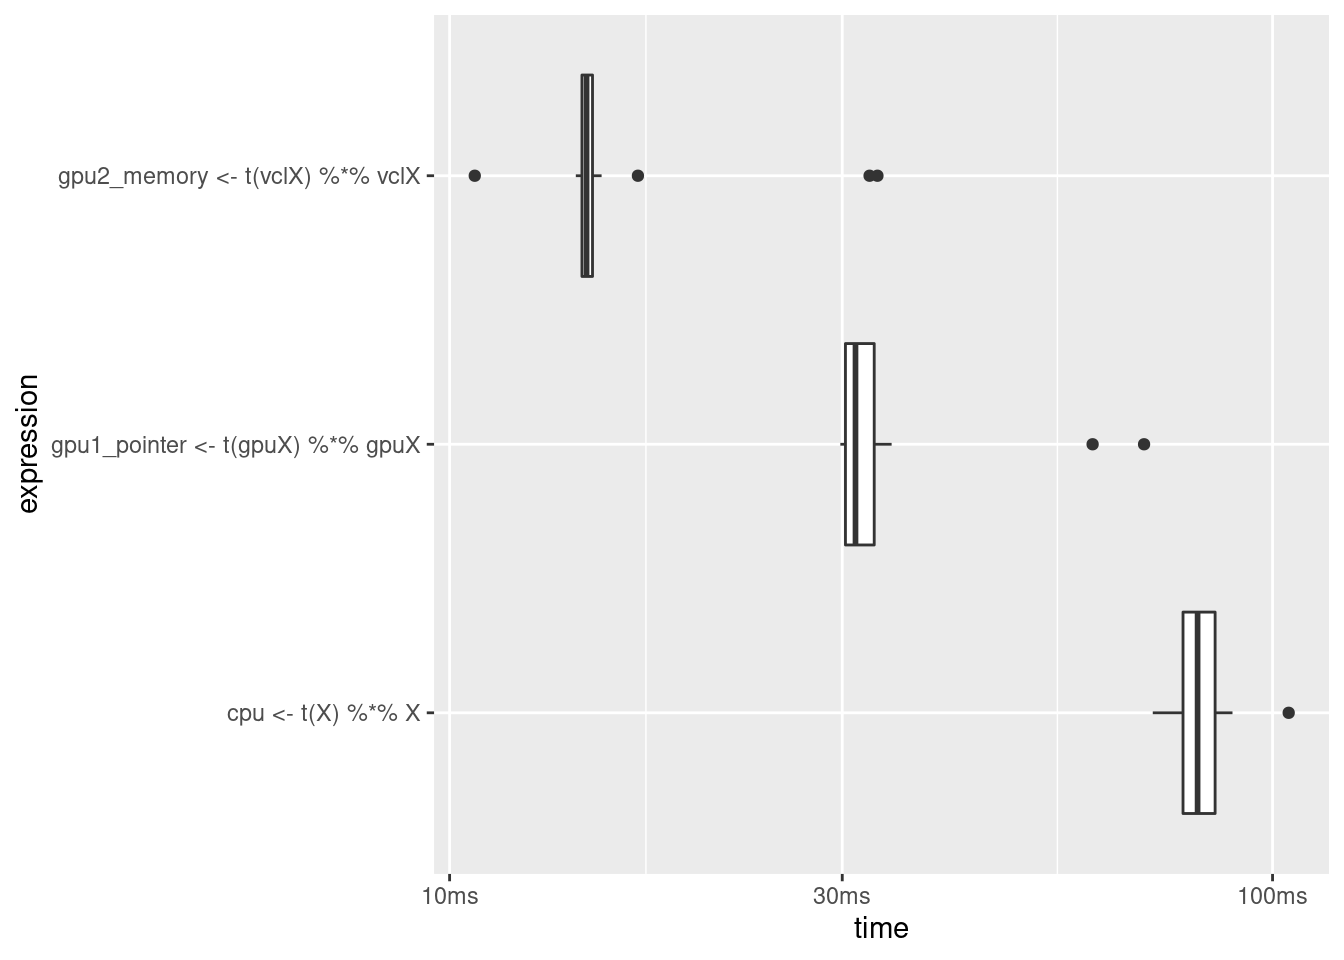 gpu2_memory <- t(vclX) %*% vclX
gpu1_pointer <- t(gpuX) %*% gpuX
cpu <- t(X) %*% X
expression
10ms 30ms 100ms
time